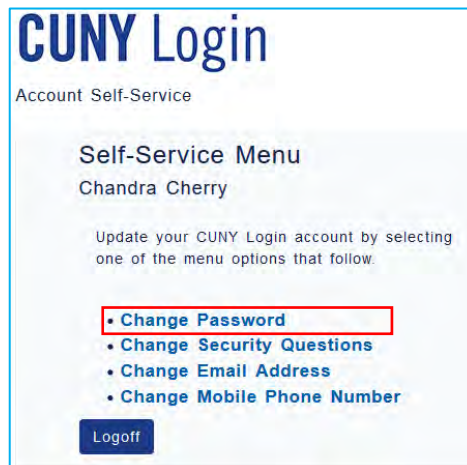 CUNY Login
Account Self-Service
Self-Service Menu
Chandra Cherry
Update your CUNY Login account by selecting
one of the menu options that follow.
• Change Password
• Change Security Questions
• Change Email Address
• Change Mobile Phone Number
Logoff